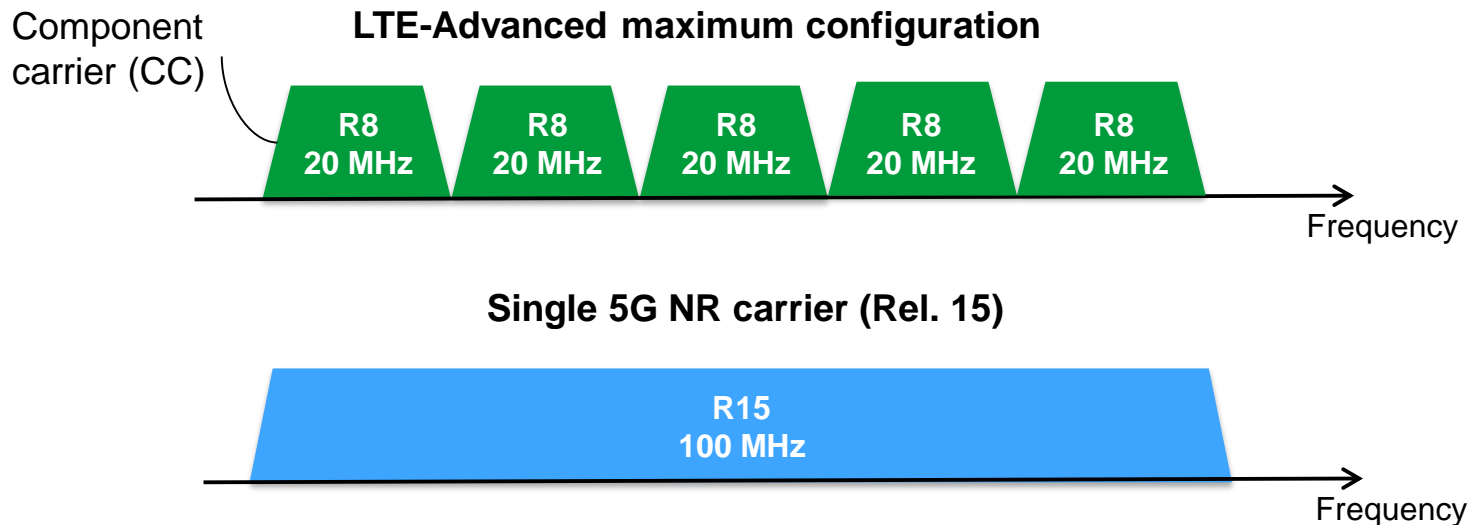 Component
carrier (CC)
LTE-Advanced maximum configuration
R8
20 MHz
R8
20 MHz
R8
20 MHz
R8
20 MHz
R8
20 MHz
Frequency
Single 5G NR carrier (Rel. 15)
R15
100 MHz
Frequency